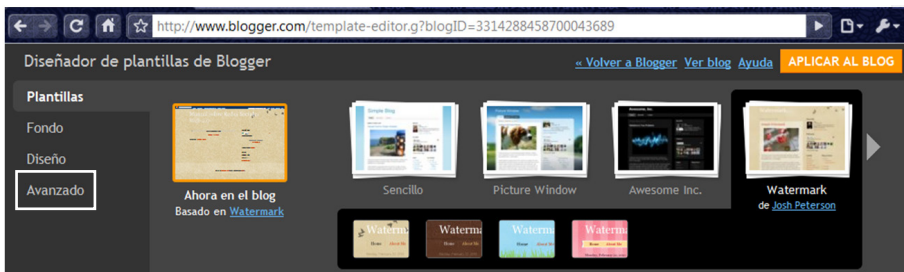 http://www.blogger.com/template-editor.g?blogID=3314288458700043689
Diseñador de plantillas de Blogger
« Volver a Blogger Ver blog Ayuda APLICAR AL BLOG
Plantillas
Fondo
Diseño
Avanzado
Ahora en el blog
Basado en Watermark
Sencillo
Picture Window
Awesome Inc.
Watermark
de Josh Peterson
Waterma
Waterma
Waterma
Waterma